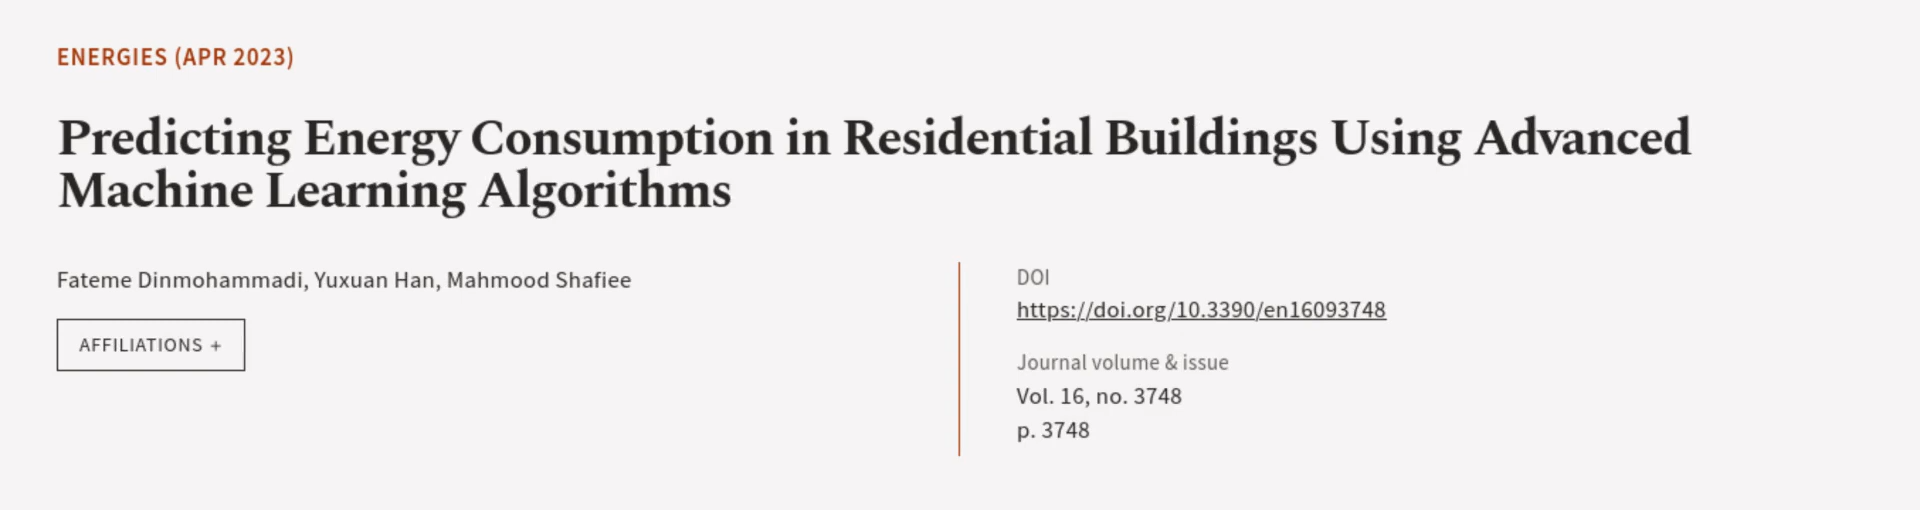 ENERGIES (APR 2023)
Predicting Energy Consumption in Residential Buildings Using Advanced
Machine Learning Algorithms
Fateme Dinmohammadi, Yuxuan Han, Mahmood Shafiee
AFFILIATIONS +
DOI
https://doi.org/10.3390/en16093748
Journal volume & issue
Vol. 16, no. 3748
p. 3748